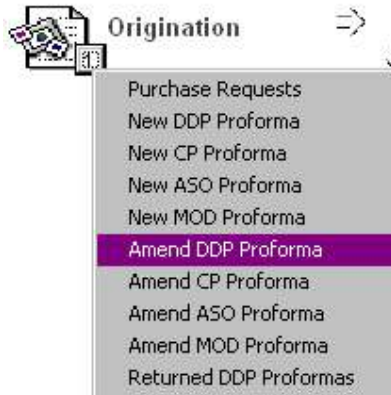 Origination
Purchase Requests
New DDP Proforma
New CP Proforma
New ASO Proforma
New MOD Proforma
Amend DDP Proforma
Amend CP Proforma
Amend ASO Proforma
Amend MOD Proforma
Returned DDP Proformas